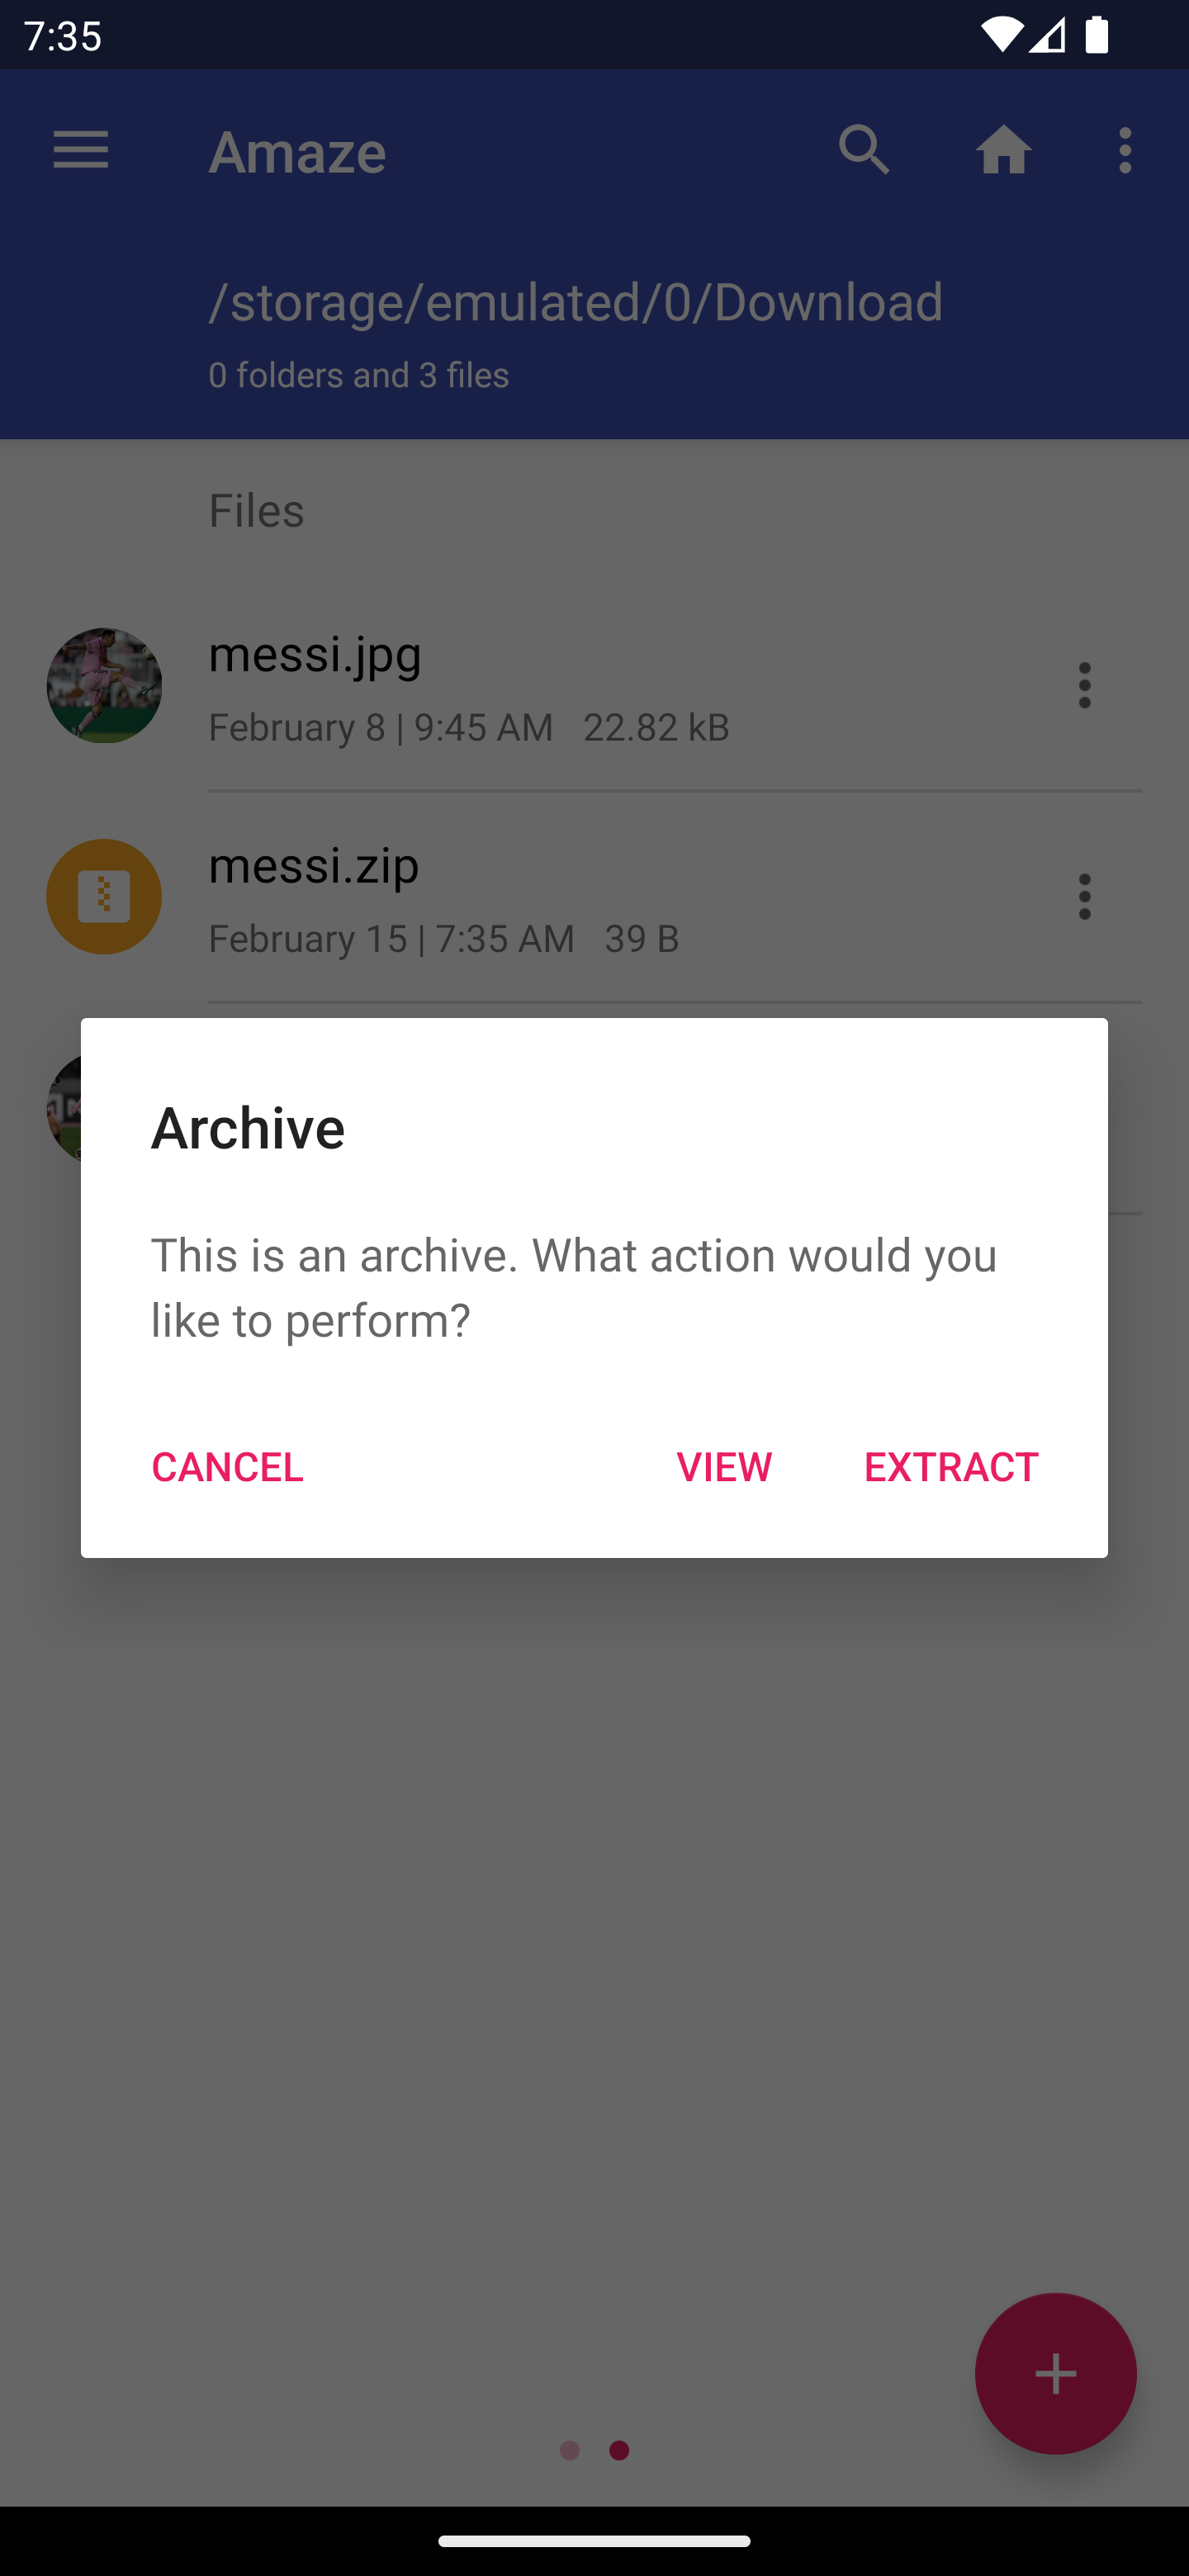 7:35
Amaze
/storage/emulated/0/Download
0 folders and 3 files
Files
messi.jpg
February 8 | 9:45 AM 22.82 kB
messi.zip
February 15 | 7:35 AM 39 B
Archive
This is an archive. What action would you
like to perform?
CANCEL
VIEW
EXTRACT